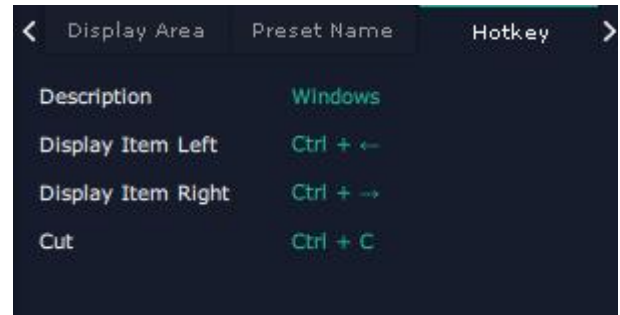 < Display Area Preset Name Hotkey >
Description Windows
Display Item Left Ctrl + ←
Display Item Right Ctrl + →
Cut Ctrl + C